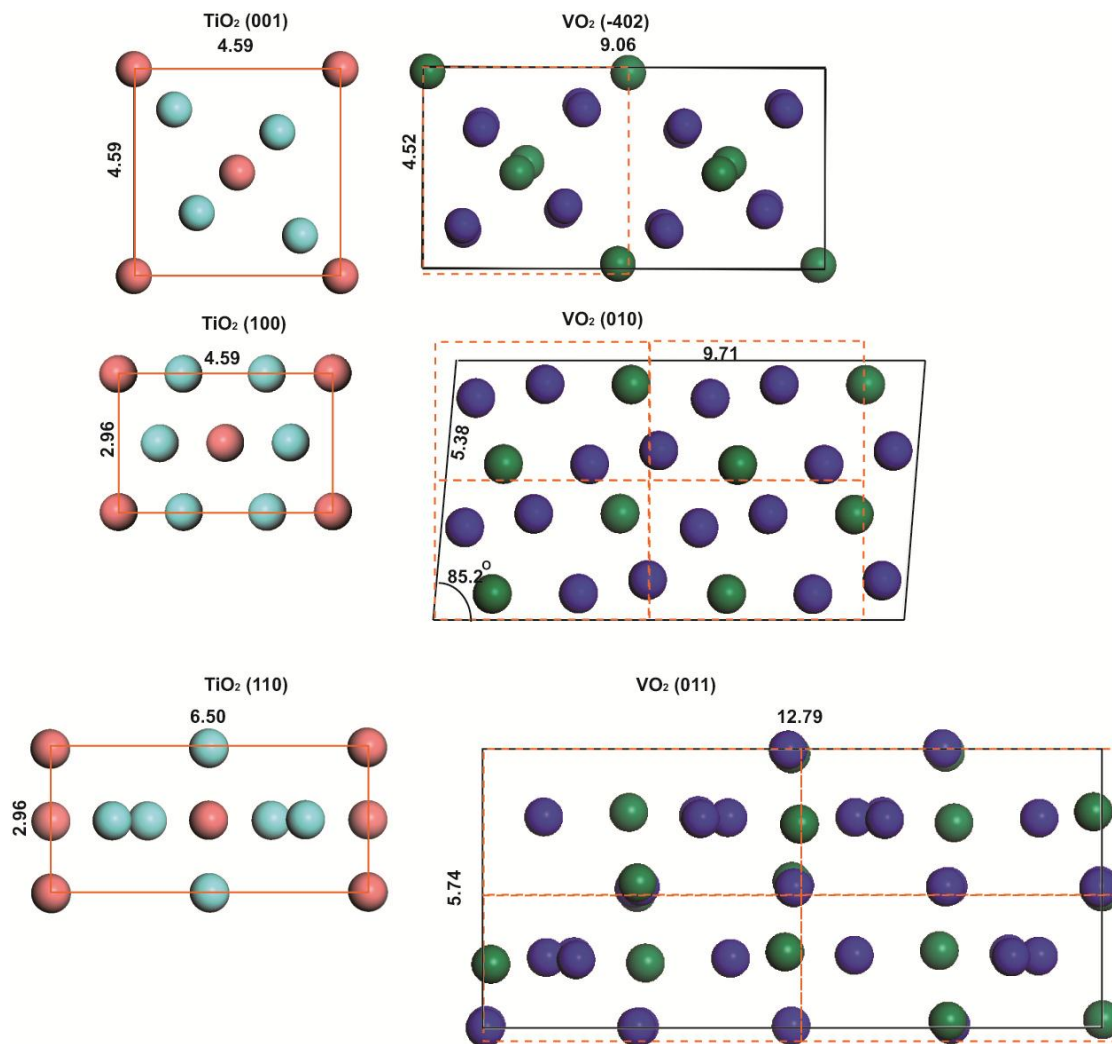 TiO₂ (001)
4.59
4.59
VO₂ (-402)
9.06
4.52
TiO₂ (100)
4.59
2.96
VO₂ (010)
9.71
5.38
85.2°
TiO₂ (110)
6.50
2.96
VO₂ (011)
12.79
5.74